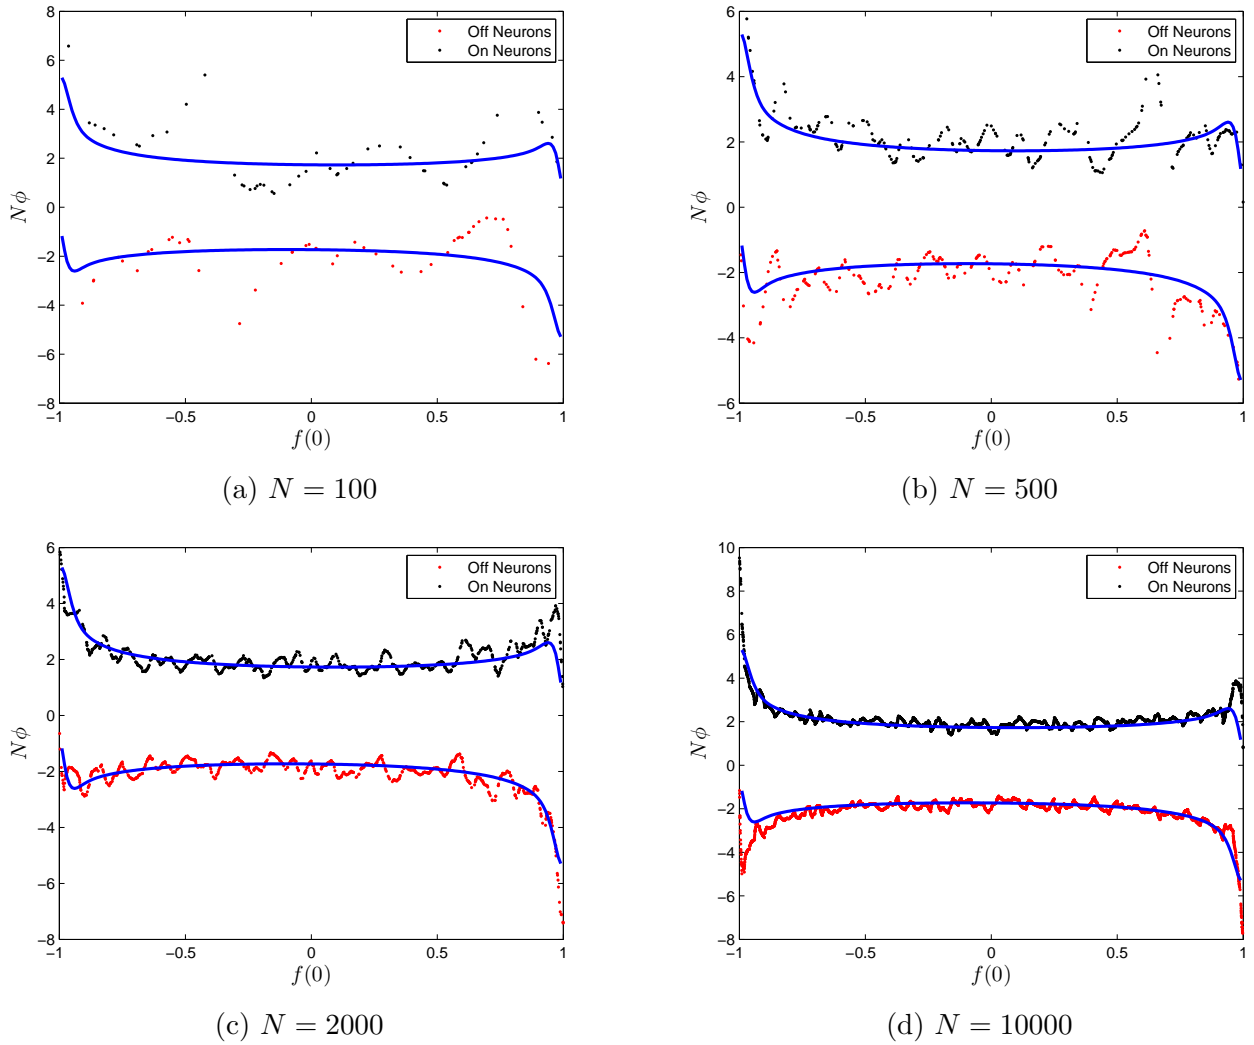 8
6
4
2
0
−2
−4
−6
−8
−1
−0.5
0
0.5
1
Nϕ
f(0)
Off Neurons
On Neurons
(a) N = 100
6
4
2
0
−2
−4
−6
−1
−0.5
0
0.5
1
Nϕ
f(0)
Off Neurons
On Neurons
(b) N = 500
6
4
2
0
−2
−4
−6
−8
−1
−0.5
0
0.5
1
Nϕ
f(0)
Off Neurons
On Neurons
(c) N = 2000
10
8
6
4
2
0
−2
−4
−6
−8
−1
−0.5
0
0.5
1
Nϕ
f(0)
Off Neurons
On Neurons
(d) N = 10000